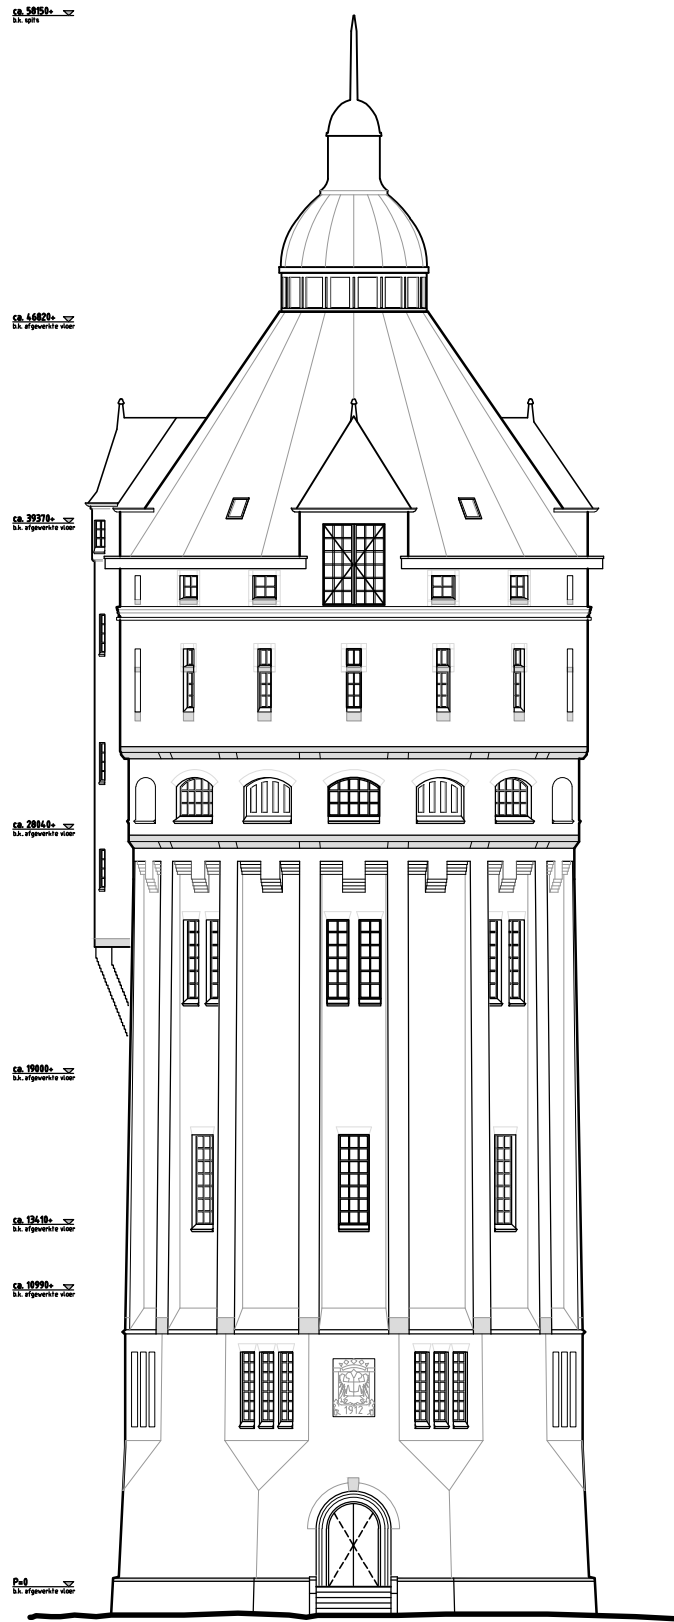 ca. 58150+
b.k. spits
ca. 46820+
b.k. afgewerkte vloer
ca. 39370+
b.k. afgewerkte vloer
ca. 28040+
b.k. afgewerkte vloer
ca. 19000+
b.k. afgewerkte vloer
ca. 13410+
b.k. afgewerkte vloer
ca. 10990+
b.k. afgewerkte vloer
1912
P=0
b.k. afgewerkte vloer